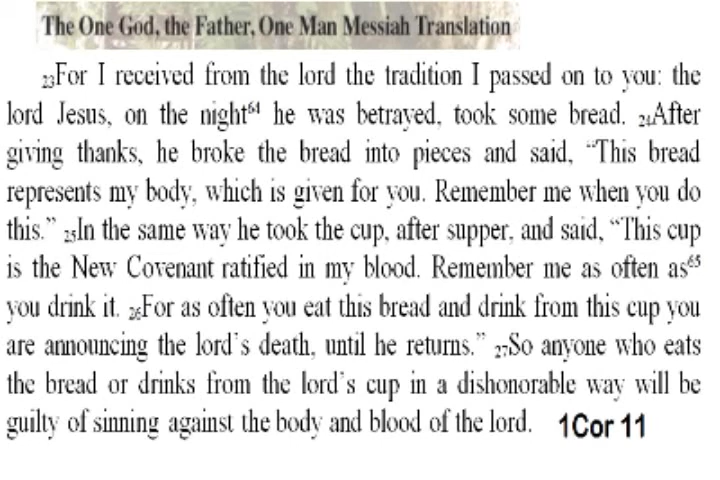 The One God, the Father, One Man Messiah Translation
23For I received from the lord the tradition I passed on to you: the
lord Jesus, on the night64 he was betrayed, took some bread. 24After
giving thanks, he broke the bread into pieces and said, “This bread
represents my body, which is given for you. Remember me when you do
this.” 25In the same way he took the cup, after supper, and said, “This cup
is the New Covenant ratified in my blood. Remember me as often as65
you drink it. 26For as often you eat this bread and drink from this cup you
are announcing the lord’s death, until he returns.” 27So anyone who eats
the bread or drinks from the lord’s cup in a dishonorable way will be
guilty of sinning against the body and blood of the lord. 1Cor 11